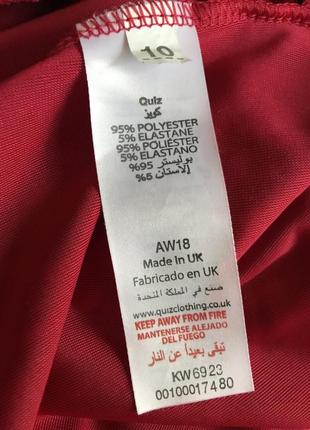 10
Quiz
كويز
95% POLYESTER
5% ELASTANE
95% POLIÉSTER
5% ELASTANO
بوليستر %95
إلاستان %5
AW18
Made In UK
Fabricado en UK
صنع في المملكة المتحدة
www.quizclothing.co.uk
KEEP AWAY FROM FIRE
MANTENERSE ALEJADO
DEL FUEGO
تبقى بعيداً عن النار
KW6923
00100017480